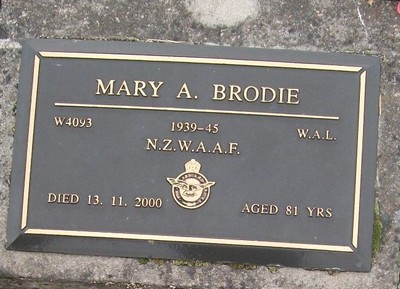 MARY A. BRODIE
W4093 1939-45 W.A.L.
N.Z.W.A.A.F.
DIED 13. 11. 2000 AGED 81 YRS